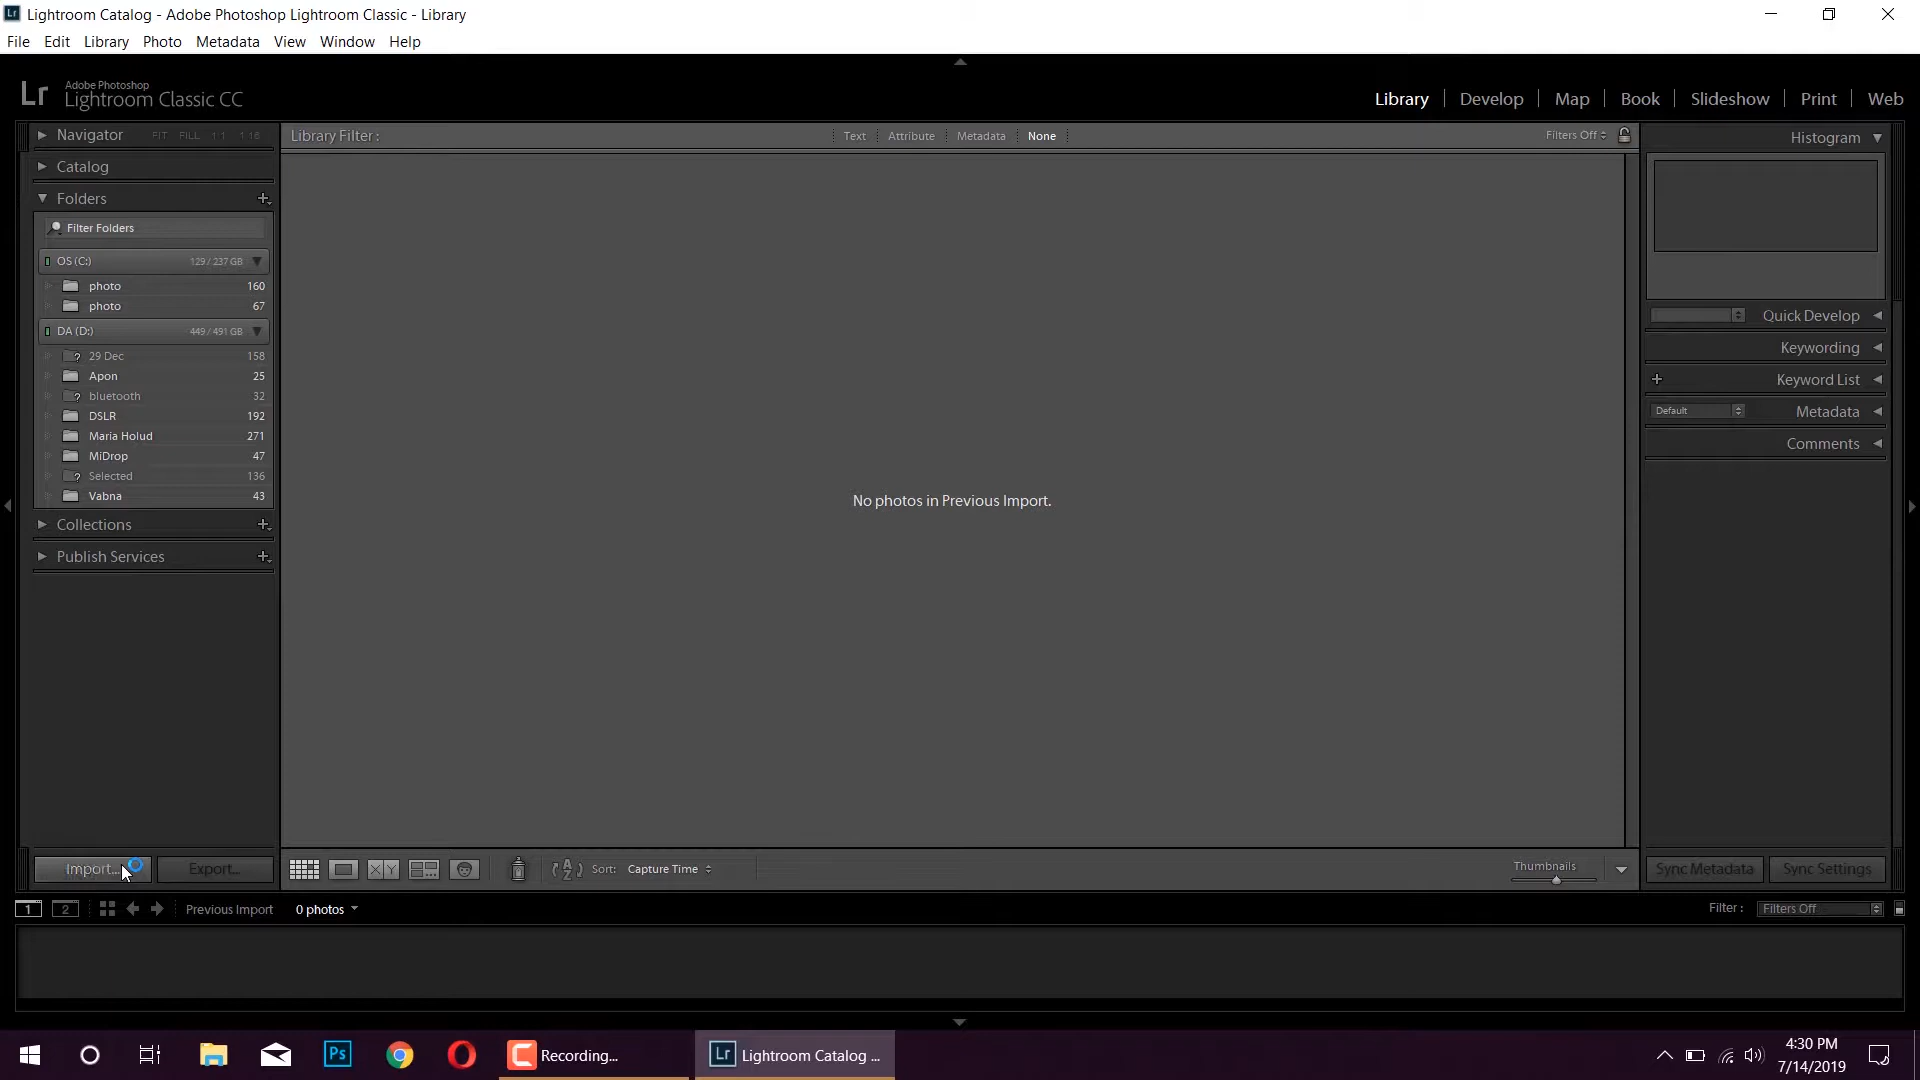 Lightroom Catalog - Adobe Photoshop Lightroom Classic - Library
File Edit Library Photo Metadata View Window Help
Lr Adobe Photoshop
Lightroom Classic CC
Library Develop Map Book Slideshow Print Web
Navigator FIT FILL 1:1 1:16
Library Filter : Text Attribute Metadata None Filters Off
Histogram
Catalog
Folders
Filter Folders
OS (C:) 129 / 237 GB
photo 160
photo 67
DA (D:) 449 / 491 GB
29 Dec 158
Apon 25
bluetooth 32
DSLR 192
Maria Holud 271
MiDrop 47
Selected 136
Vabna 43
Collections
Publish Services
No photos in Previous Import.
Quick Develop
Keywording
Keyword List
Default Metadata
Comments
Import... Export...
X Y
Sort: Capture Time
Thumbnails
Sync Metadata Sync Settings
1 2 Previous Import 0 photos
Filter : Filters Off
Ps
Recording...
Lr Lightroom Catalog ...
4:30 PM
7/14/2019